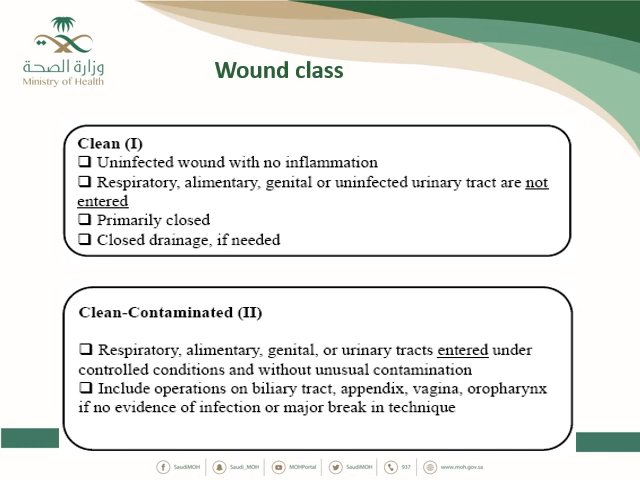 وزارة الصحة
Ministry of Health
Wound class
Clean (I)
❑ Uninfected wound with no inflammation
❑ Respiratory, alimentary, genital or uninfected urinary tract are not
entered
❑ Primarily closed
❑ Closed drainage, if needed
Clean-Contaminated (II)
❑ Respiratory, alimentary, genital, or urinary tracts entered under
controlled conditions and without unusual contamination
❑ Include operations on biliary tract, appendix, vagina, oropharynx
if no evidence of infection or major break in technique
SaudiMOH Saudi_MOH MOHPortal SaudiMOH 937 www.moh.gov.sa